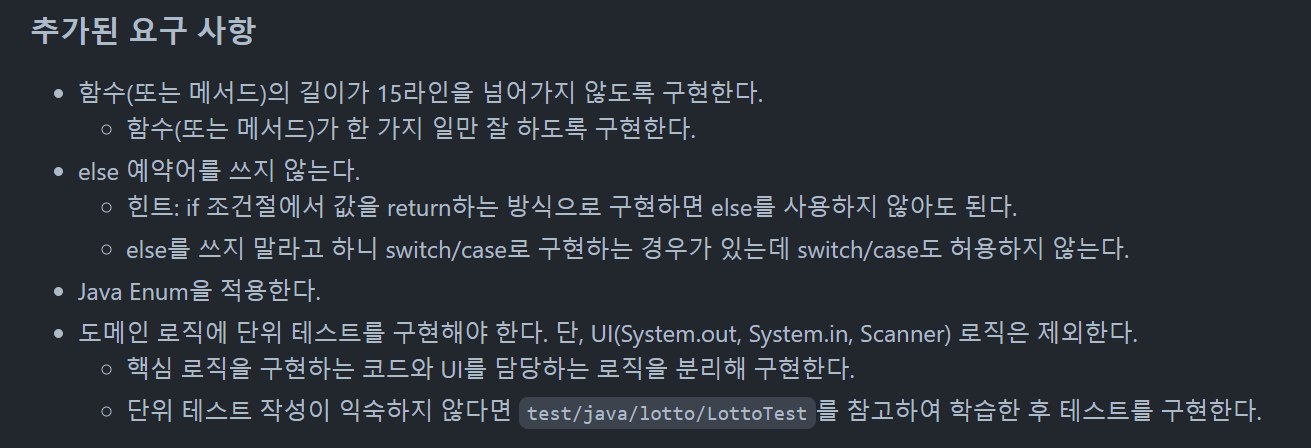 추가된 요구 사항
함수(또는 메서드)의 길이가 15라인을 넘어가지 않도록 구현한다.
함수(또는 메서드)가 한 가지 일만 잘 하도록 구현한다.
else 예약어를 쓰지 않는다.
힌트: if 조건절에서 값을 return하는 방식으로 구현하면 else를 사용하지 않아도 된다.
else를 쓰지 말라고 하니 switch/case로 구현하는 경우가 있는데 switch/case도 허용하지 않는다.
Java Enum을 적용한다.
도메인 로직에 단위 테스트를 구현해야 한다. 단, UI(System.out, System.in, Scanner) 로직은 제외한다.
핵심 로직을 구현하는 코드와 UI를 담당하는 로직을 분리해 구현한다.
단위 테스트 작성이 익숙하지 않다면 test/java/lotto/LottoTest를 참고하여 학습한 후 테스트를 구현한다.